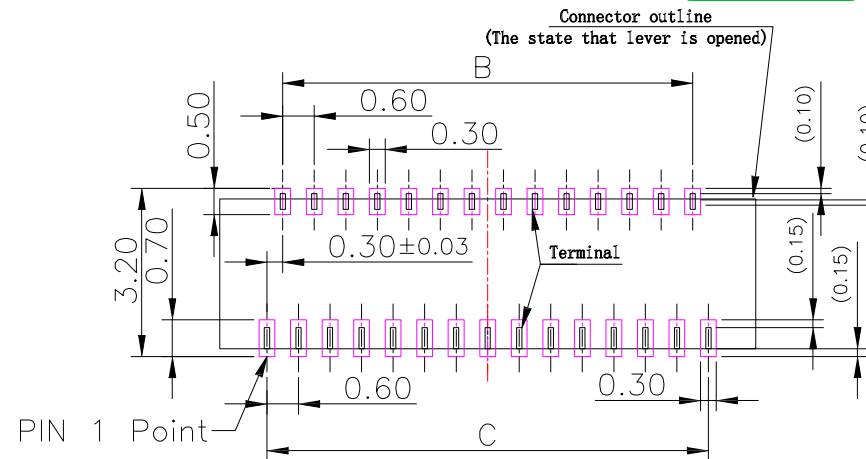 Connector outline
(The state that lever is opened)
B
0.60
0.50
0.30
(0.10)
(0.10)
0.30±0.03
Terminal
3.20
0.70
(0.15)
(0.15)
0.60
0.30
PIN 1 Point
C